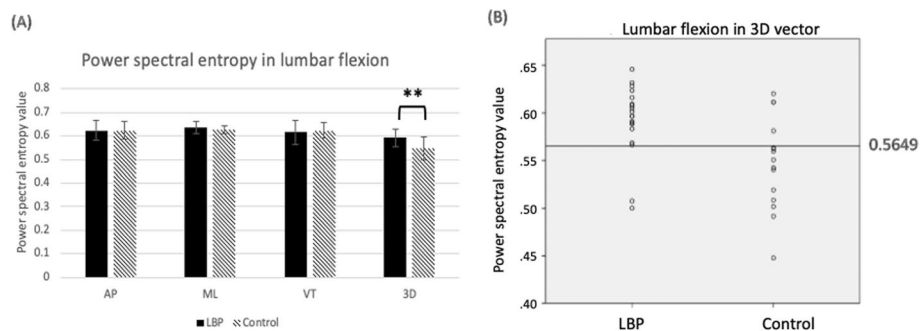 (A)
Power spectral entropy in lumbar flexion
Power spectral entropy value
0.8
0.7
0.6
0.5
0.4
0.3
0.2
0.1
0
**
AP ML VT 3D
LBP Control
(B)
Lumbar flexion in 3D vector
Power spectral entropy value
.65
.60
.55
.50
.45
.40
0.5649
LBP Control